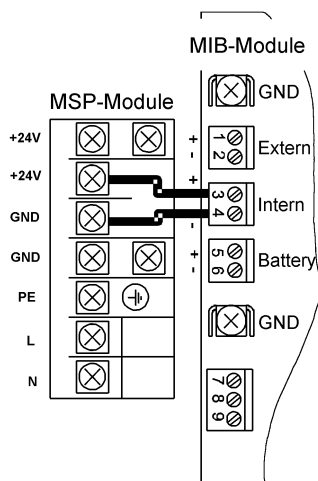 MIB-Module
GND
MSP-Module
+24V
+ 1
- 2
Extern
+24V
+
3
Intern
GND
4
-
GND
+ 5
- 6
Battery
PE
GND
L
N
7
8
9